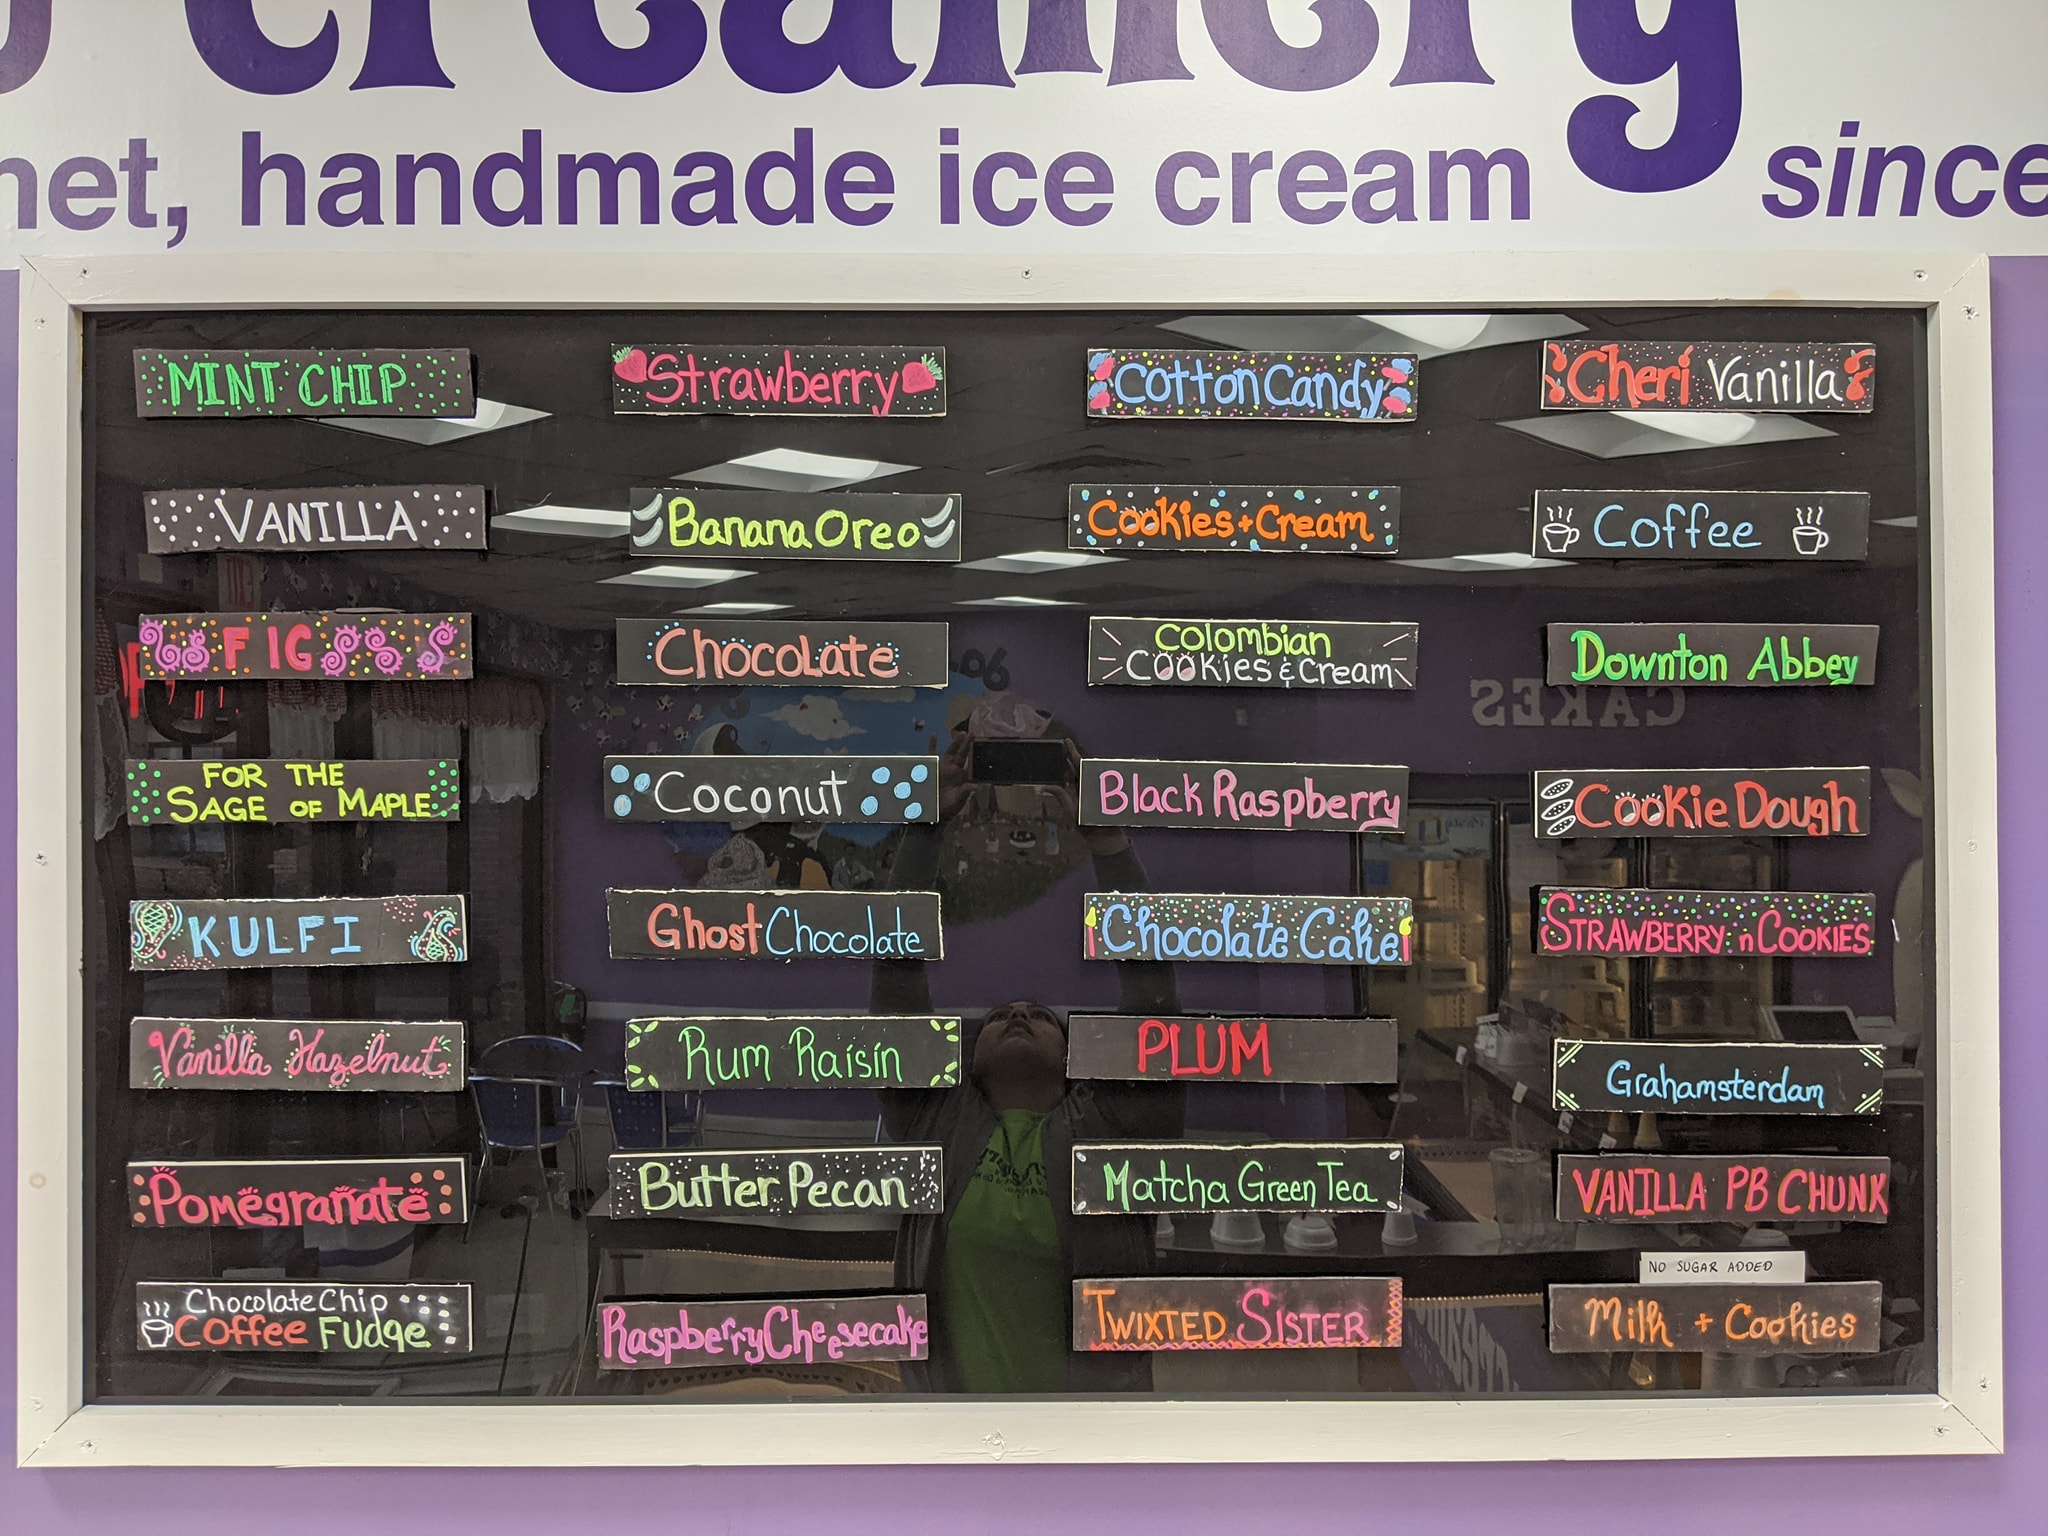 creamery
net, handmade ice cream since
MINT CHIP
Strawberry
Cotton Candy
Cheri Vanilla
VANILLA
Banana Oreo
Cookies + Cream
Coffee
FIG
Chocolate
Colombian
Cookies & Cream
Downton Abbey
FOR THE
SAGE OF MAPLE
Coconut
Black Raspberry
Cookie Dough
KULFI
Ghost Chocolate
Chocolate Cake
STRAWBERRY n COOKIES
Vanilla Hazelnut
Rum Raisin
PLUM
Grahamsterdam
Pomegranate
Butter Pecan
Matcha Green Tea
VANILLA PB CHUNK
Chocolate Chip
Coffee Fudge
Raspberry Cheesecake
TWIXTED SISTER
NO SUGAR ADDED
Milk + Cookies
CAKES